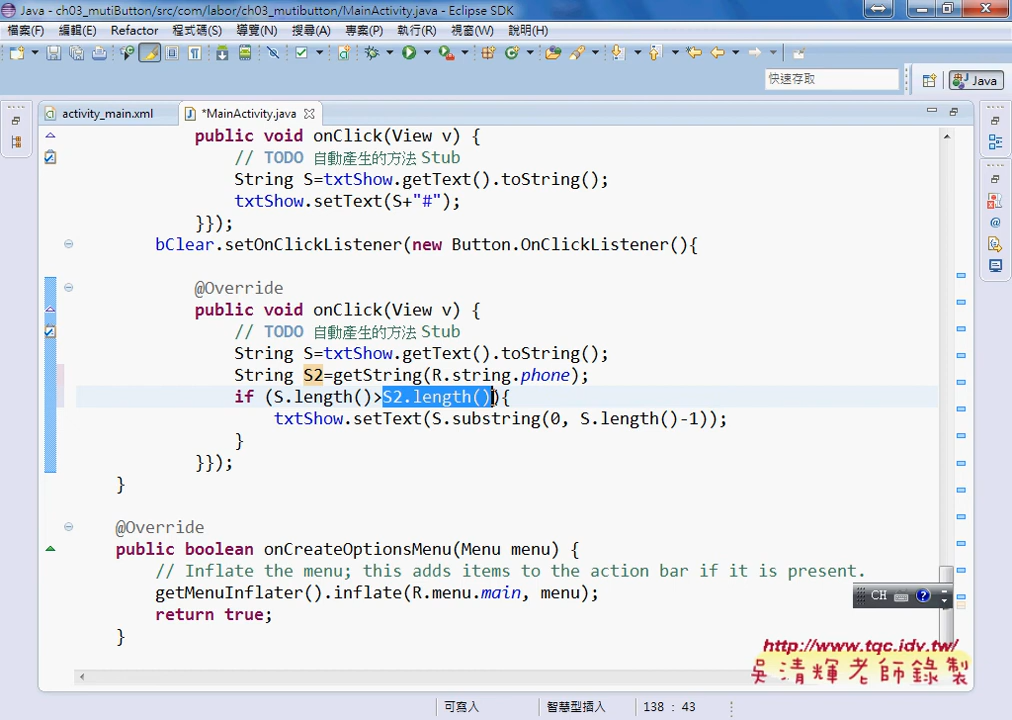 Java - ch03_mutiButton/src/com/labor/ch03_mutibutton/MainActivity.java - Eclipse SDK
檔案(F) 編輯(E) Refactor 程式碼(S) 導覽(N) 搜尋(A) 專案(P) 執行(R) 視窗(W) 說明(H)
快速存取 Java
activity_main.xml *MainActivity.java
public void onClick(View v) {
// TODO 自動產生的方法 Stub
String S=txtShow.getText().toString();
txtShow.setText(S+"#");
}});
bClear.setOnClickListener(new Button.OnClickListener(){
@Override
public void onClick(View v) {
// TODO 自動產生的方法 Stub
String S=txtShow.getText().toString();
String S2=getString(R.string.phone);
if (S.length()>S2.length()){
txtShow.setText(S.substring(0, S.length()-1));
}
}});
}
@Override
public boolean onCreateOptionsMenu(Menu menu) {
// Inflate the menu; this adds items to the action bar if it is present.
getMenuInflater().inflate(R.menu.main, menu);
return true;
}
CH
http://www.tqc.idv.tw/
吳清輝老師錄製
可寫入 智慧型插入 138 : 43